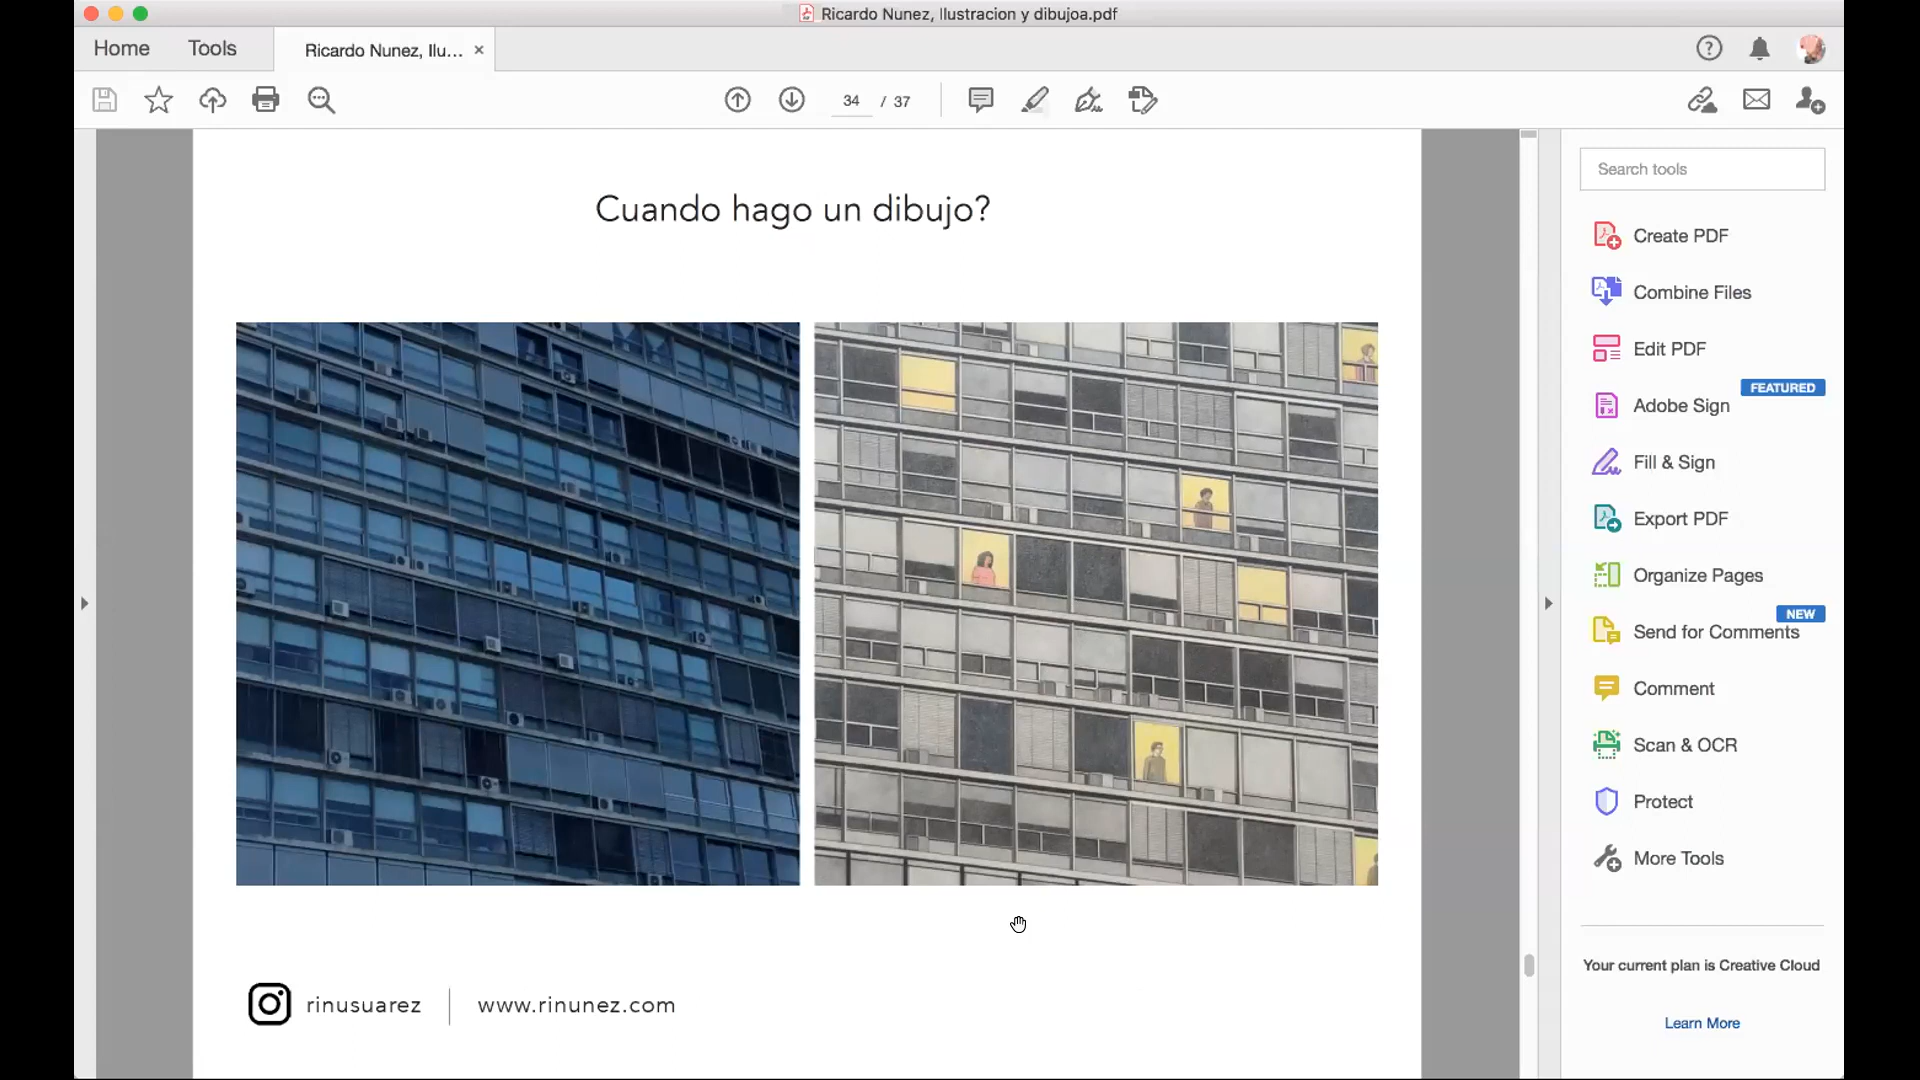 Ricardo Nunez, Ilustracion y dibujoa.pdf
Home
Tools
Ricardo Nunez, Ilu...
34 / 37
Cuando hago un dibujo?
rinusuarez
www.rinunez.com
Search tools
Create PDF
Combine Files
Edit PDF
FEATURED
Adobe Sign
Fill & Sign
Export PDF
Organize Pages
NEW
Send for Comments
Comment
Scan & OCR
Protect
More Tools
Your current plan is Creative Cloud
Learn More